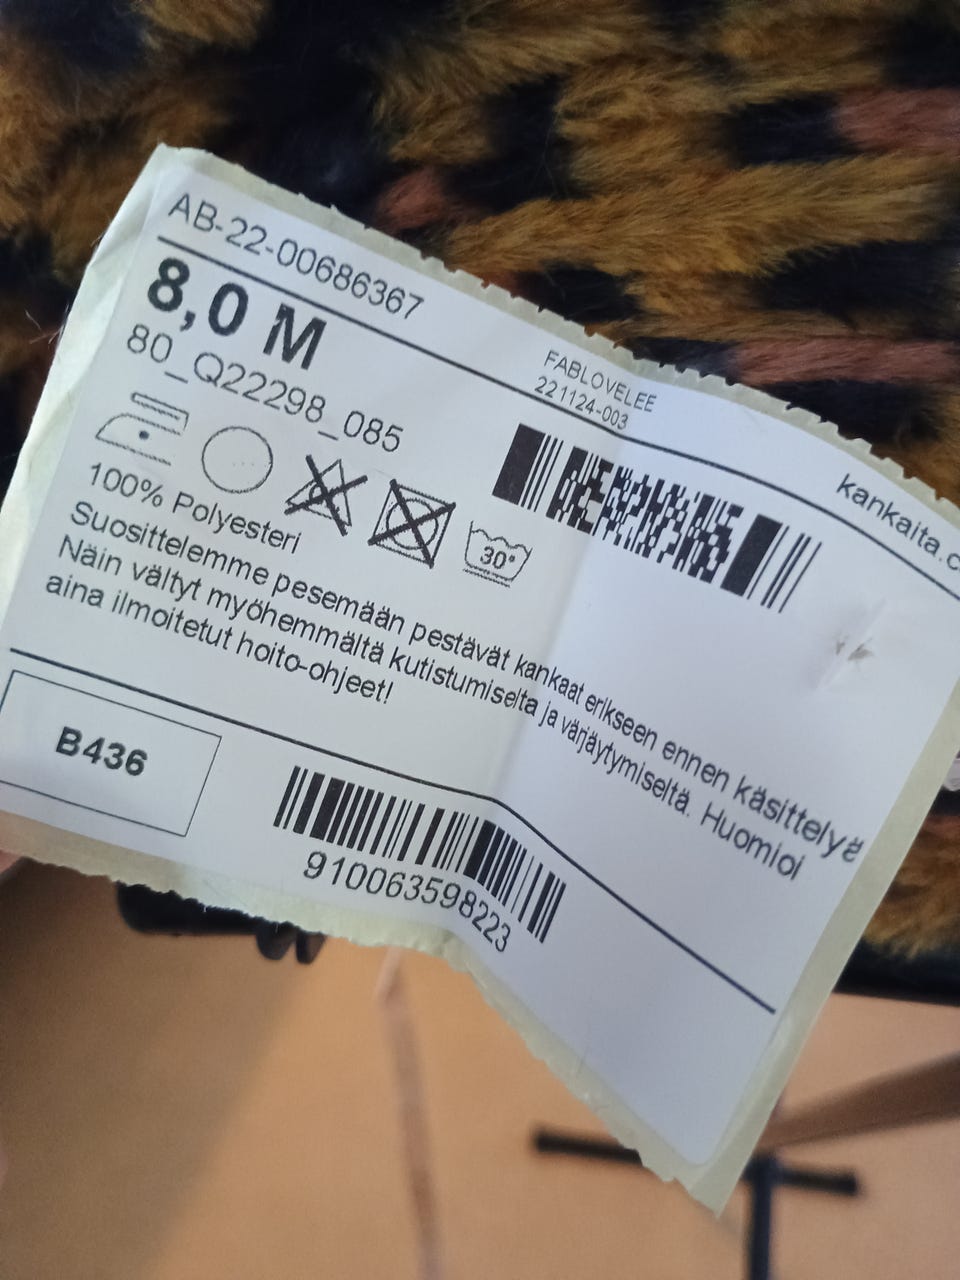 AB-22-00686367
8,0 M
80_Q22298_085
FABLOVELEE
221124-003
kankaita.c
30°
100% Polyesteri
Suosittelemme pesemään pestävät kankaat erikseen ennen käsittelyä
Näin vältyt myöhemmältä kutistumiselta ja värjäytymiseltä. Huomioi
aina ilmoitetut hoito-ohjeet!
B436
910063598223